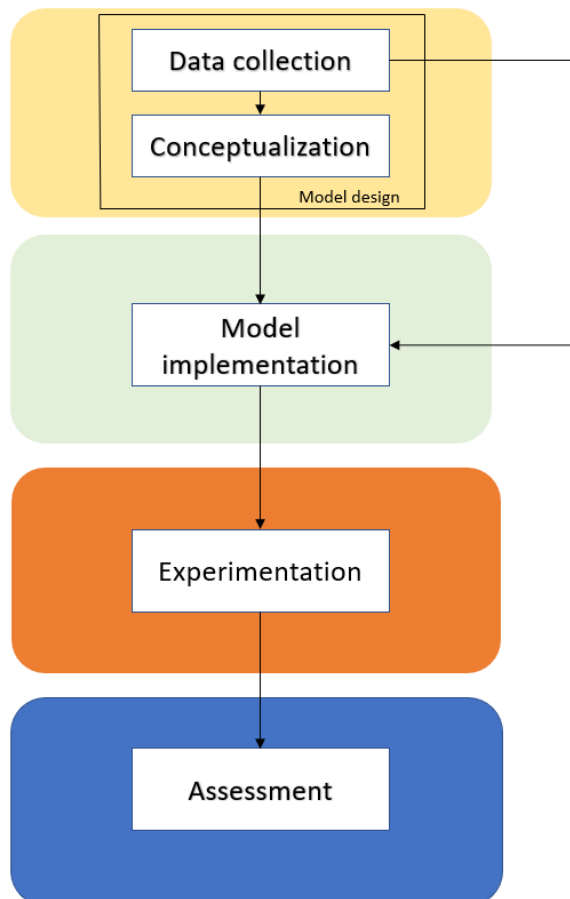 Data collection
Conceptualization
Model design
Model
implementation
Experimentation
Assessment